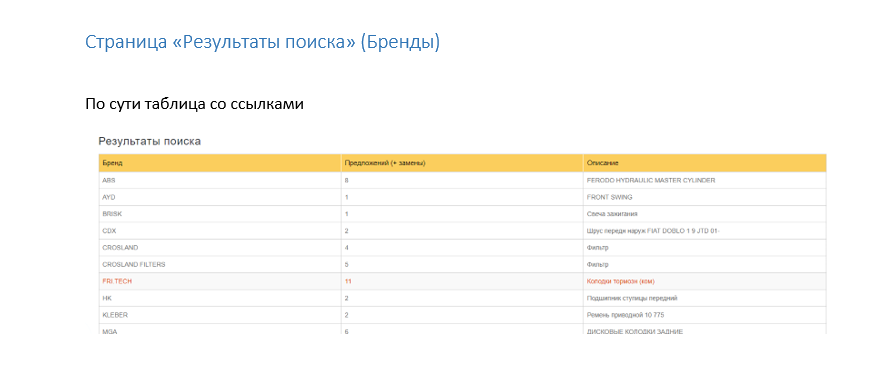 Страница «Результаты поиска» (Бренды)
По сути таблица со ссылками
Результаты поиска
Бренд Предложений (+ замены) Описание
ABS 8 FERODO HYDRAULIC MASTER CYLINDER
AYD 1 FRONT SWING
BRISK 1 Свеча зажигания
CDX 2 Шрус передн наруж FIAT DOBLO 1 9 JTD 01-
CROSLAND 4 Фильтр
CROSLAND FILTERS 5 Фильтр
FRI.TECH 11 Колодки тормозн (ком)
HK 2 Подшипник ступицы передний
KLEBER 2 Ремень приводной 10 775
MGA 6 ДИСКОВЫЕ КОЛОДКИ ЗАДНИЕ